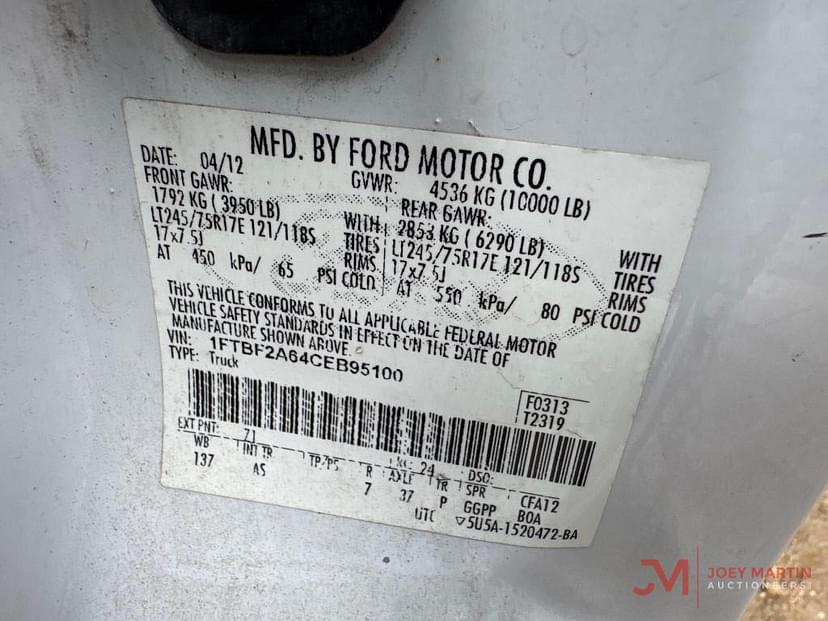 MFD. BY FORD MOTOR CO.
DATE: 04/12 GVWR: 4536 KG (10000 LB)
FRONT GAWR: REAR GAWR:
1792 KG ( 3950 LB) WITH 2853 KG ( 6290 LB) WITH
LT245/75R17E 121/118S TIRES LT245/75R17E 121/118S TIRES
17x7.5J RIMS 17x7.5J RIMS
AT 450 kPa/ 65 PSI COLD AT 550 kPa/ 80 PSI COLD
THIS VEHICLE CONFORMS TO ALL APPLICABLE FEDERAL MOTOR
VEHICLE SAFETY STANDARDS IN EFFECT ON THE DATE OF
MANUFACTURE SHOWN ABOVE.
VIN: 1FTBF2A64CEB95100
TYPE: Truck
F0313
T2319
EXT PNT: Z1 RC: 24 DSO:
WB INT TR TP/PS R AXLE TR SPR CFA12
137 AS 7 37 P GGPP BOA
UTC ▽5U5A-1520472-BA
JM JOEY MARTIN
AUCTIONEERS